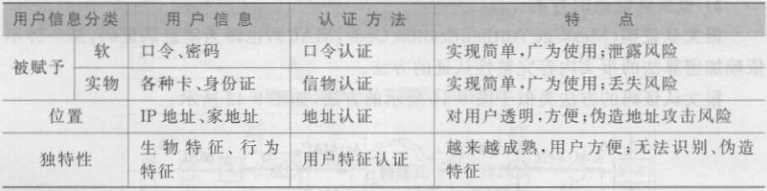 用户信息分类 用户信息 认证方法 特点
被赋予 软 口令、密码 口令认证 实现简单,广为使用;泄露风险
实物 各种卡、身份证 信物认证 实现简单,广为使用;丢失风险
位置 IP地址、家地址 地址认证 对用户透明,方便;伪造地址攻击风险
独特性 生物特征、行为特征 用户特征认证 越来越成熟,用户方便;无法识别、伪造特征